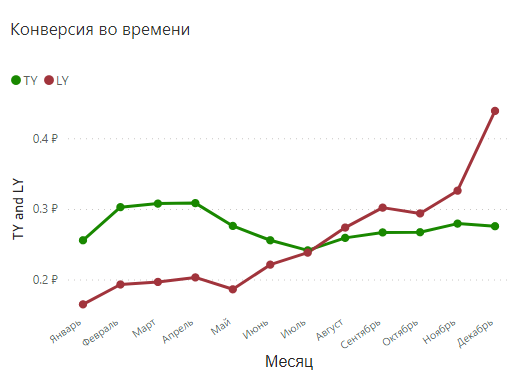 Конверсия во времени
TY LY
TY and LY
0.4 ₽
0.3 ₽
0.2 ₽
Январь Февраль Март Апрель Май Июнь Июль Август Сентябрь Октябрь Ноябрь Декабрь
Месяц